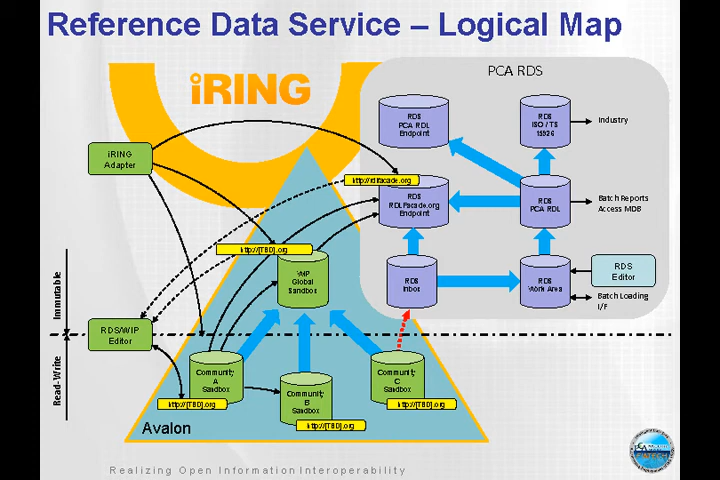 Reference Data Service – Logical Map
iRING
PCA RDS
RDS
PCA RDL
Endpoint
RDS
ISO / TS
15926
Industry
iRING
Adapter
http://rdlfacade.org
RDS
RDLFacade.org
Endpoint
RDS
PCA RDL
Batch Reports
Access MDB
http://[TBD].org
WIP
Global
Sandbox
RDS
Inbox
RDS
Work Area
RDS
Editor
Batch Loading
I/F
Immutable
RDS/WIP
Editor
Read-Write
Community
A
Sandbox
http://[TBD].org
Community
B
Sandbox
http://[TBD].org
Community
C
Sandbox
http://[TBD].org
Avalon
Realizing Open Information Interoperability